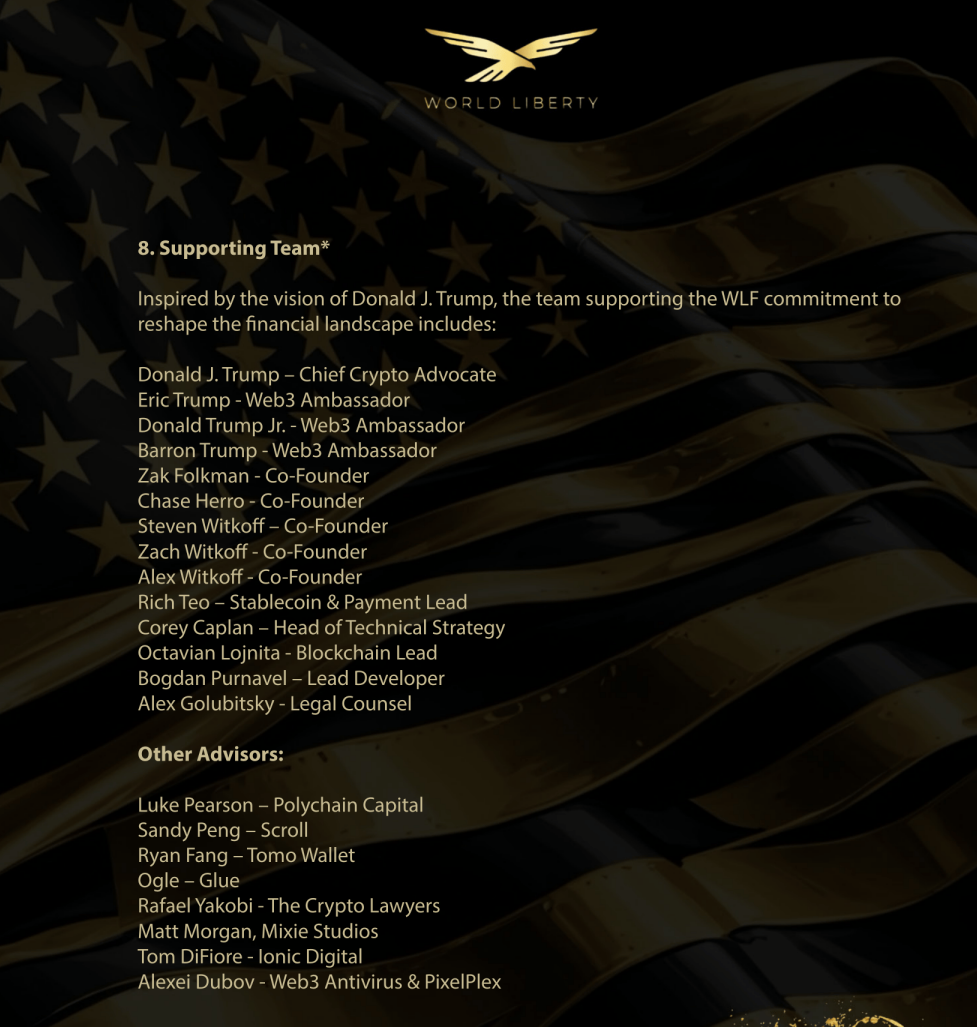 WORLD LIBERTY
8. Supporting Team*
Inspired by the vision of Donald J. Trump, the team supporting the WLF commitment to
reshape the financial landscape includes:
Donald J. Trump – Chief Crypto Advocate
Eric Trump - Web3 Ambassador
Donald Trump Jr. - Web3 Ambassador
Barron Trump - Web3 Ambassador
Zak Folkman - Co-Founder
Chase Herro - Co-Founder
Steven Witkoff – Co-Founder
Zach Witkoff - Co-Founder
Alex Witkoff - Co-Founder
Rich Teo – Stablecoin & Payment Lead
Corey Caplan – Head of Technical Strategy
Octavian Lojnita - Blockchain Lead
Bogdan Purnavel – Lead Developer
Alex Golubitsky - Legal Counsel
Other Advisors:
Luke Pearson – Polychain Capital
Sandy Peng – Scroll
Ryan Fang – Tomo Wallet
Ogle – Glue
Rafael Yakobi - The Crypto Lawyers
Matt Morgan, Mixie Studios
Tom DiFiore - Ionic Digital
Alexei Dubov - Web3 Antivirus & PixelPlex